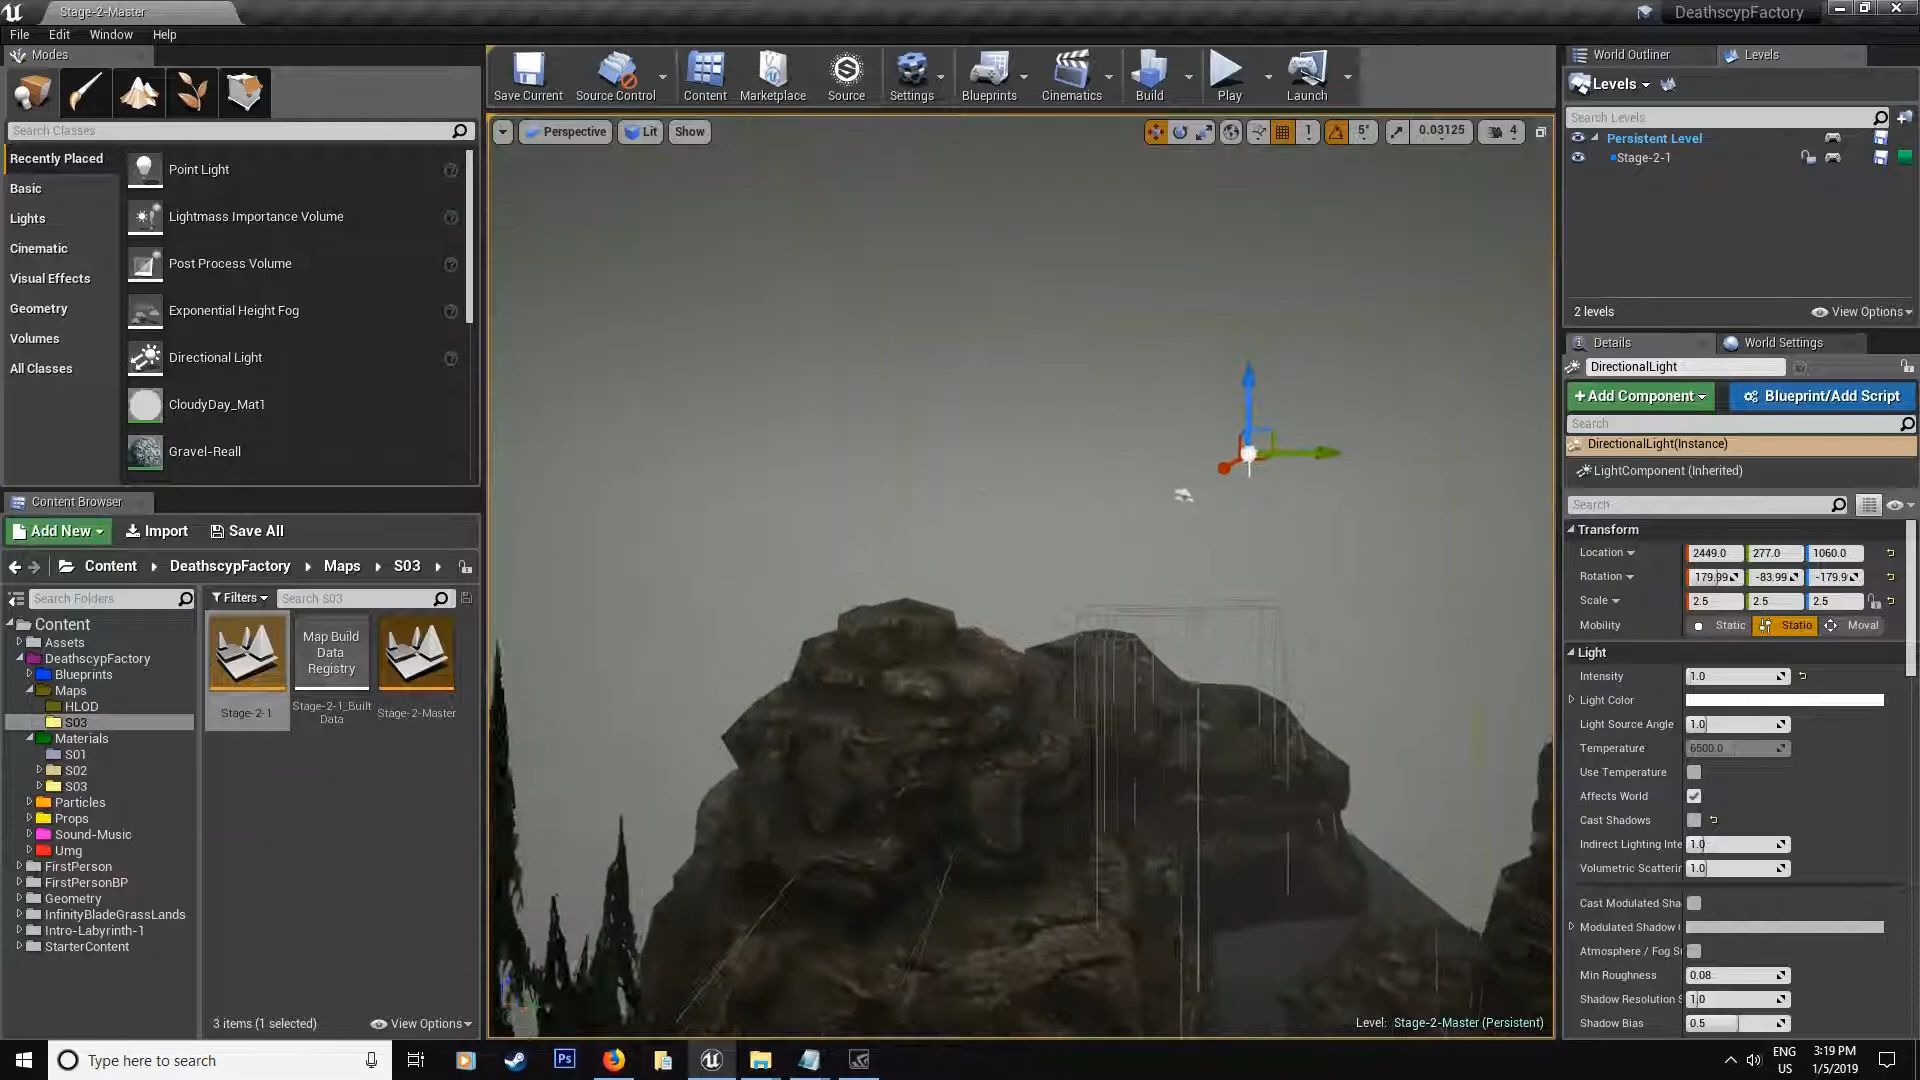 Stage-2-Master
DeathscypFactory
File Edit Window Help
Modes
Search Classes
Recently Placed
Basic
Lights
Cinematic
Visual Effects
Geometry
Volumes
All Classes
Point Light
Lightmass Importance Volume
Post Process Volume
Exponential Height Fog
Directional Light
CloudyDay_Mat1
Gravel-Reall
Save Current
Source Control
Content
Marketplace
Source
Settings
Blueprints
Cinematics
Build
Play
Launch
Perspective
Lit
Show
1
5°
0.03125
4
Level: Stage-2-Master (Persistent)
World Outliner
Levels
Levels
Search Levels
Persistent Level
Stage-2-1
2 levels
View Options
Details
World Settings
DirectionalLight
+Add Component
Blueprint/Add Script
Search
DirectionalLight(Instance)
LightComponent (Inherited)
Search
Transform
Location 2449.0 277.0 1060.0
Rotation 179.99 -83.99 -179.9
Scale 2.5 2.5 2.5
Mobility Static Statio Moval
Light
Intensity 1.0
Light Color
Light Source Angle 1.0
Temperature 6500.0
Use Temperature
Affects World
Cast Shadows
Indirect Lighting Inte 1.0
Volumetric Scatterin 1.0
Cast Modulated Sha
Modulated Shadow
Atmosphere / Fog S
Min Roughness 0.08
Shadow Resolution S 1.0
Shadow Bias 0.5
Content Browser
Add New
Import
Save All
Content
DeathscypFactory
Maps
S03
Search Folders
Filters
Search S03
Content
Assets
DeathscypFactory
Blueprints
Maps
HLOD
S03
Materials
S01
S02
S03
Particles
Props
Sound-Music
Umg
FirstPerson
FirstPersonBP
Geometry
InfinityBladeGrassLands
Intro-Labyrinth-1
StarterContent
Stage-2-1
Map Build
Data
Registry
Stage-2-1_Built
Data
Stage-2-Master
3 items (1 selected)
View Options
Type here to search
Ps
ENG
US
3:19 PM
1/5/2019